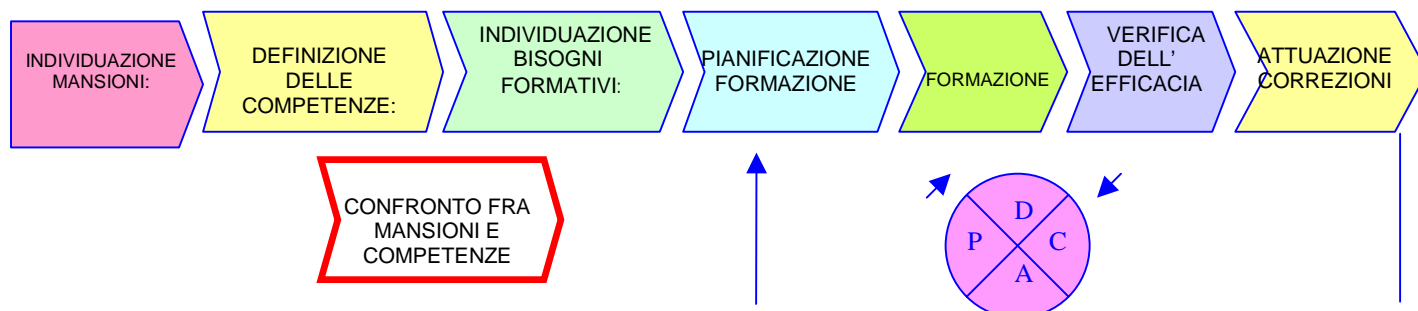 INDIVIDUAZIONE
MANSIONI:
DEFINIZIONE
DELLE
COMPETENZE:
INDIVIDUAZIONE
BISOGNI
FORMATIVI:
PIANIFICAZIONE
FORMAZIONE
FORMAZIONE
VERIFICA
DELL'
EFFICACIA
ATTUAZIONE
CORREZIONI
CONFRONTO FRA
MANSIONI E
COMPETENZE
D
P C
A